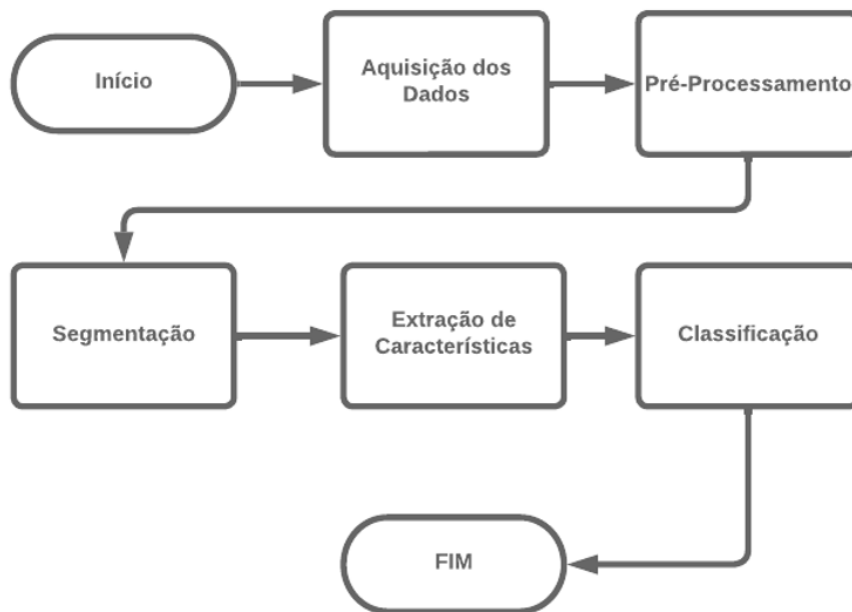 Início
Aquisição dos
Dados
Pré-Processamento
Segmentação
Extração de
Características
Classificação
FIM